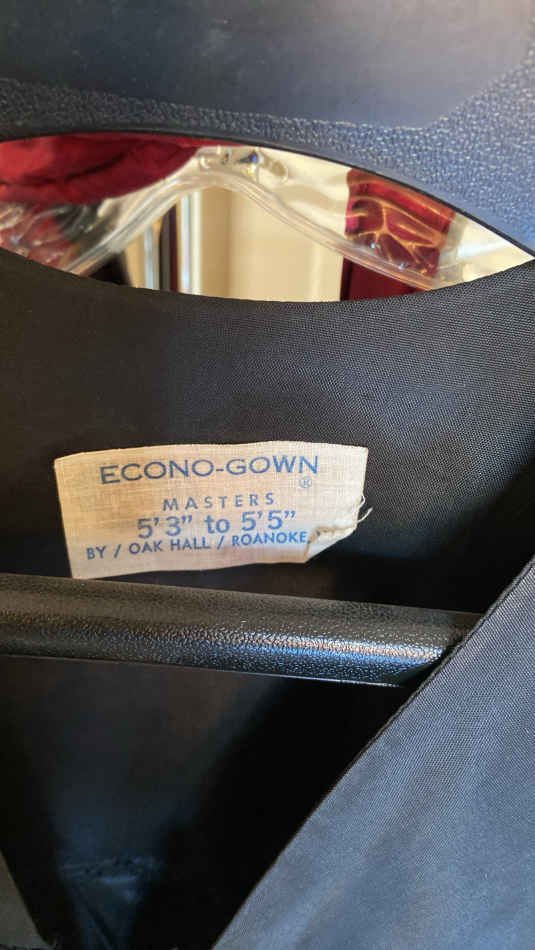 ECONO-GOWN
®
MASTERS
5'3" to 5'5"
BY / OAK HALL / ROANOKE